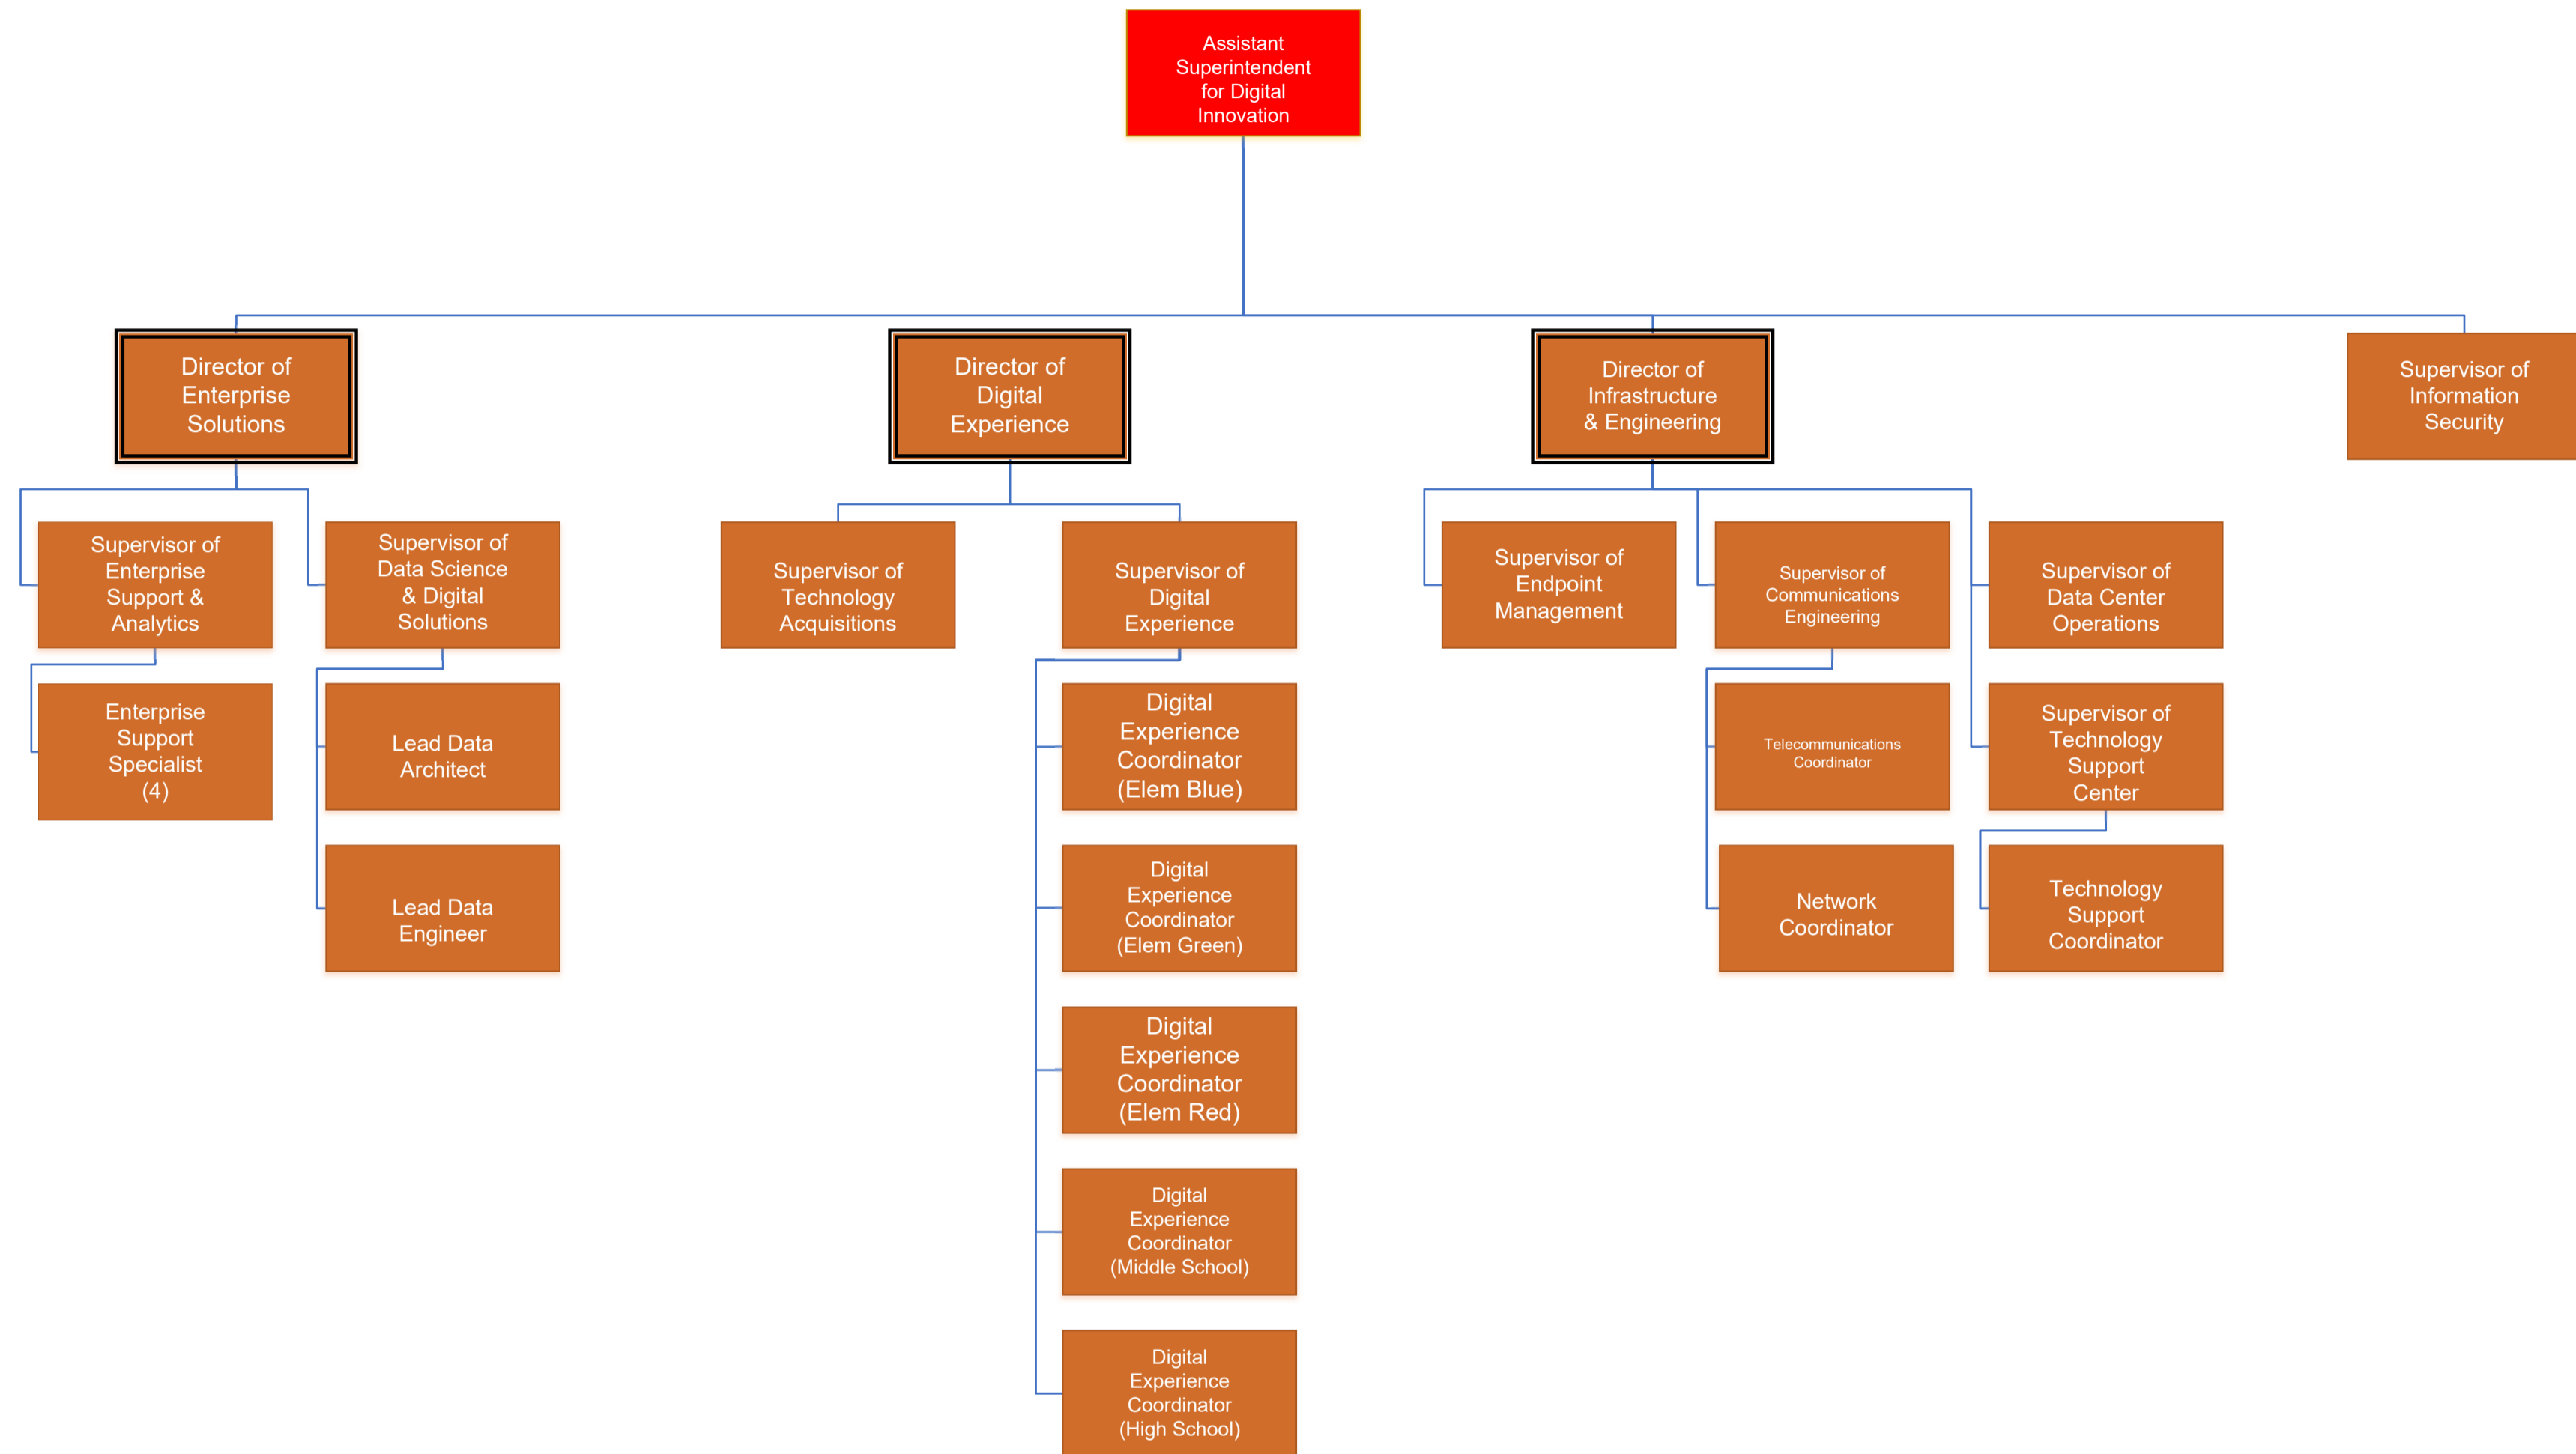 Assistant
Superintendent
for Digital
Innovation
Director of
Enterprise
Solutions
Director of
Digital
Experience
Director of
Infrastructure
& Engineering
Supervisor of
Information
Security
Supervisor of
Enterprise
Support &
Analytics
Supervisor of
Data Science
& Digital
Solutions
Supervisor of
Technology
Acquisitions
Supervisor of
Digital
Experience
Supervisor of
Endpoint
Management
Supervisor of
Communications
Engineering
Supervisor of
Data Center
Operations
Enterprise
Support
Specialist
(4)
Lead Data
Architect
Digital
Experience
Coordinator
(Elem Blue)
Telecommunications
Coordinator
Supervisor of
Technology
Support
Center
Lead Data
Engineer
Digital
Experience
Coordinator
(Elem Green)
Network
Coordinator
Technology
Support
Coordinator
Digital
Experience
Coordinator
(Elem Red)
Digital
Experience
Coordinator
(Middle School)
Digital
Experience
Coordinator
(High School)